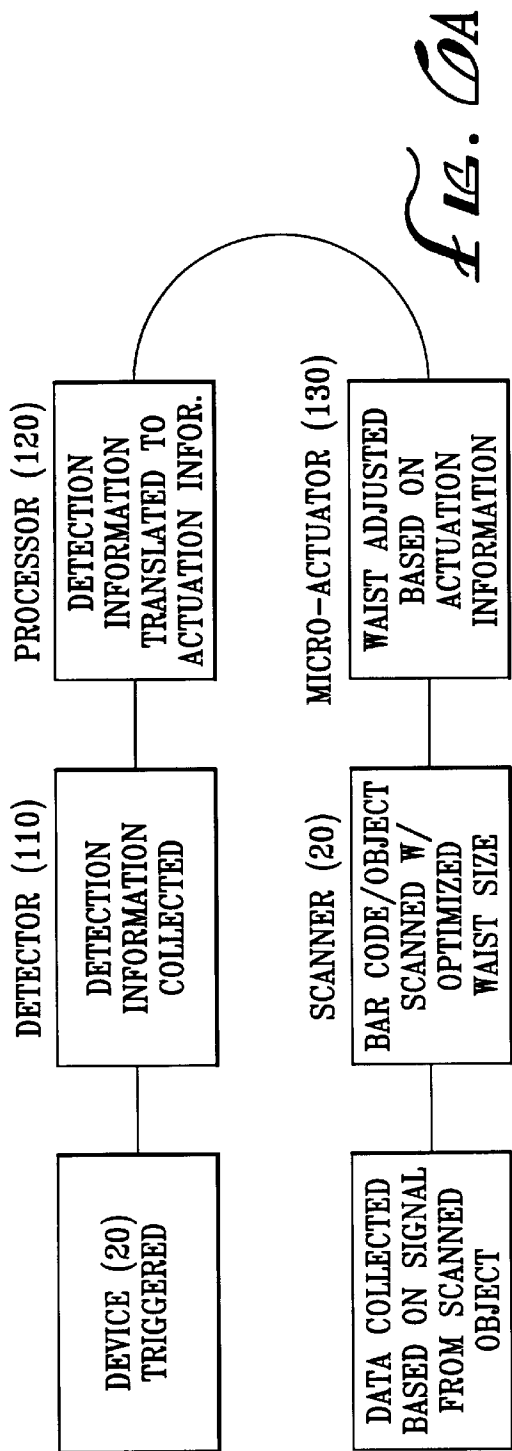 DEVICE (20)
TRIGGERED
DETECTOR (110)
DETECTION
INFORMATION
COLLECTED
PROCESSOR (120)
DETECTION
INFORMATION
TRANSLATED TO
ACTUATION INFOR.
MICRO-ACTUATOR (130)
WAIST ADJUSTED
BASED ON
ACTUATION
INFORMATION
SCANNER (20)
BAR CODE/OBJECT
SCANNED W/
OPTIMIZED
WAIST SIZE
DATA COLLECTED
BASED ON SIGNAL
FROM SCANNED
OBJECT
FIG. 6A